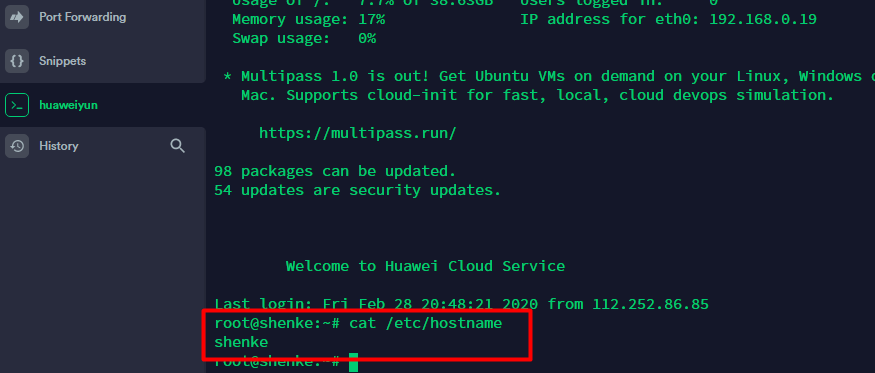 Port Forwarding
Snippets
huaweiyun
History
Usage of /: 7.7% of 38.63GB Users logged in: 0
Memory usage: 17% IP address for eth0: 192.168.0.19
Swap usage: 0%
* Multipass 1.0 is out! Get Ubuntu VMs on demand on your Linux, Windows o
Mac. Supports cloud-init for fast, local, cloud devops simulation.
https://multipass.run/
98 packages can be updated.
54 updates are security updates.
Welcome to Huawei Cloud Service
Last login: Fri Feb 28 20:48:21 2020 from 112.252.86.85
root@shenke:~# cat /etc/hostname
shenke
root@shenke:~#